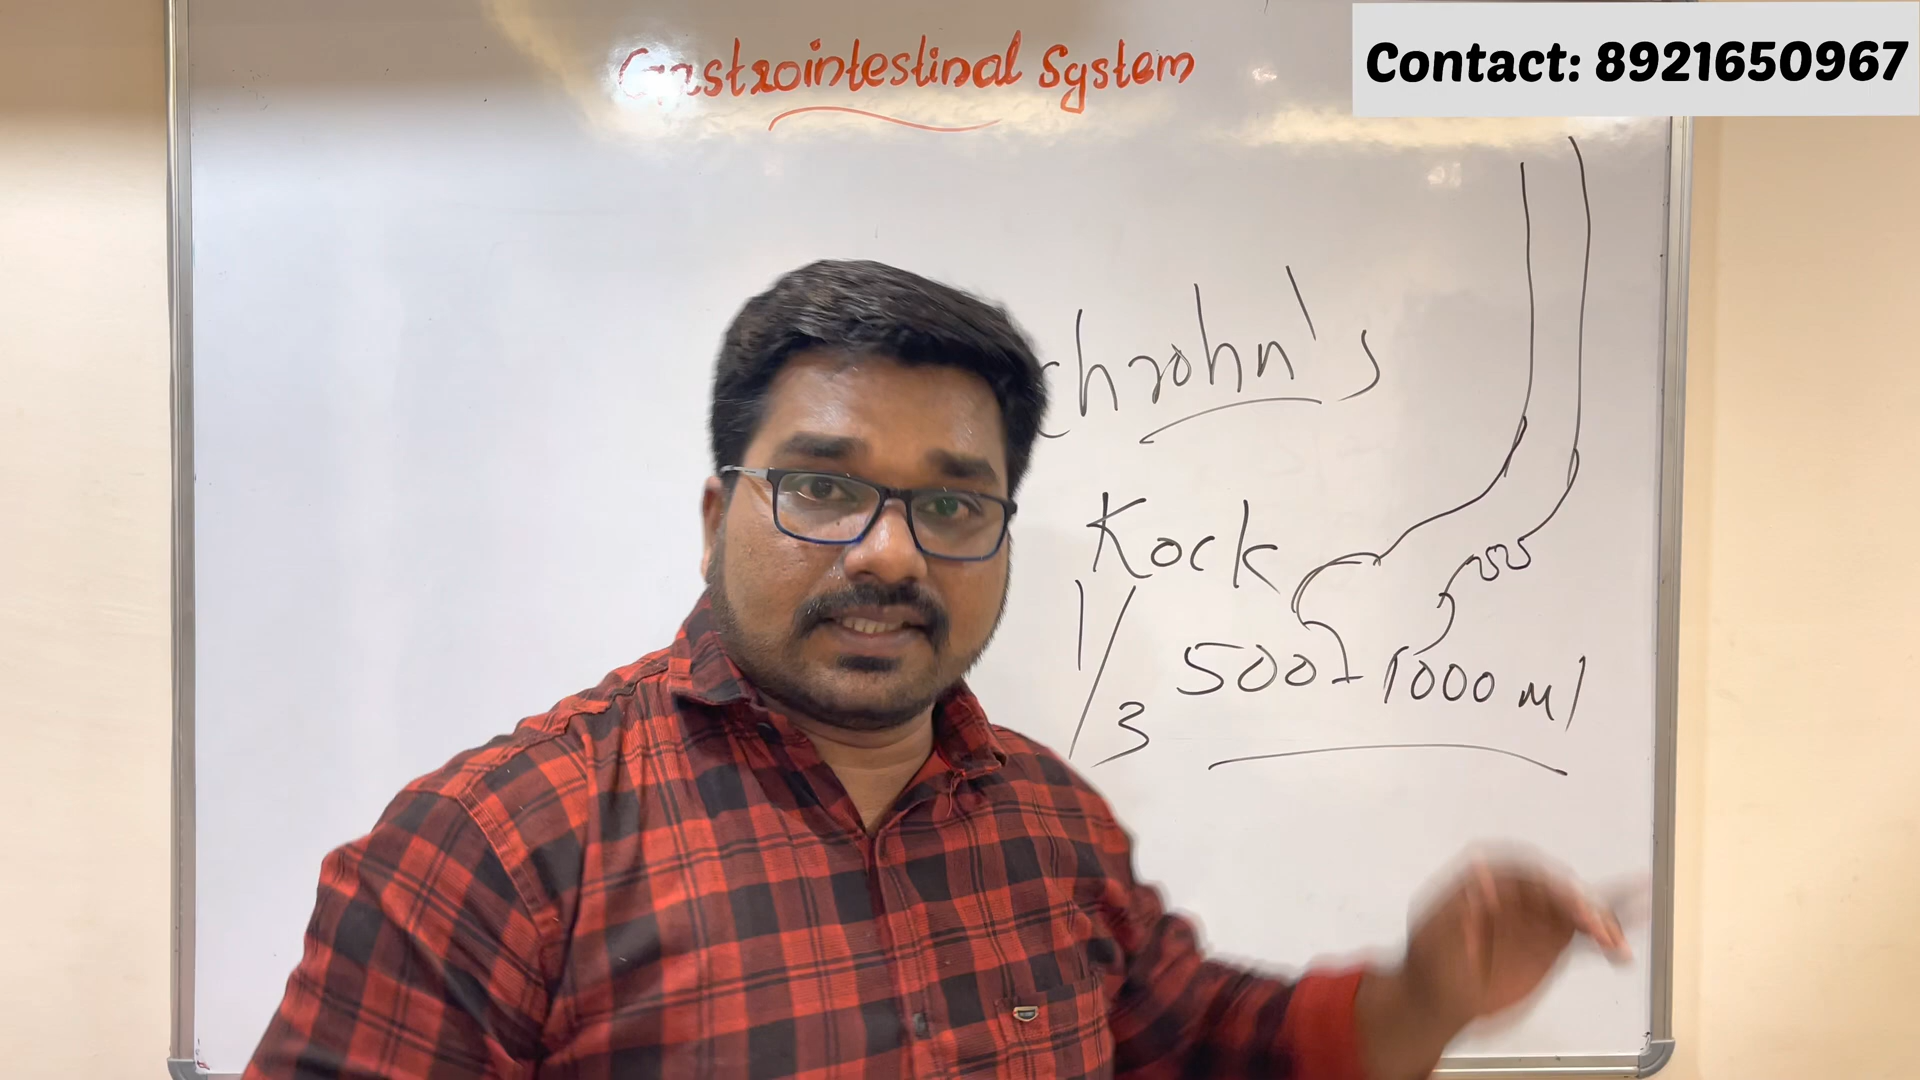 Contact: 8921650967
Gastrointestinal System
chrohn's
Kock
1/3
500-1000 ml